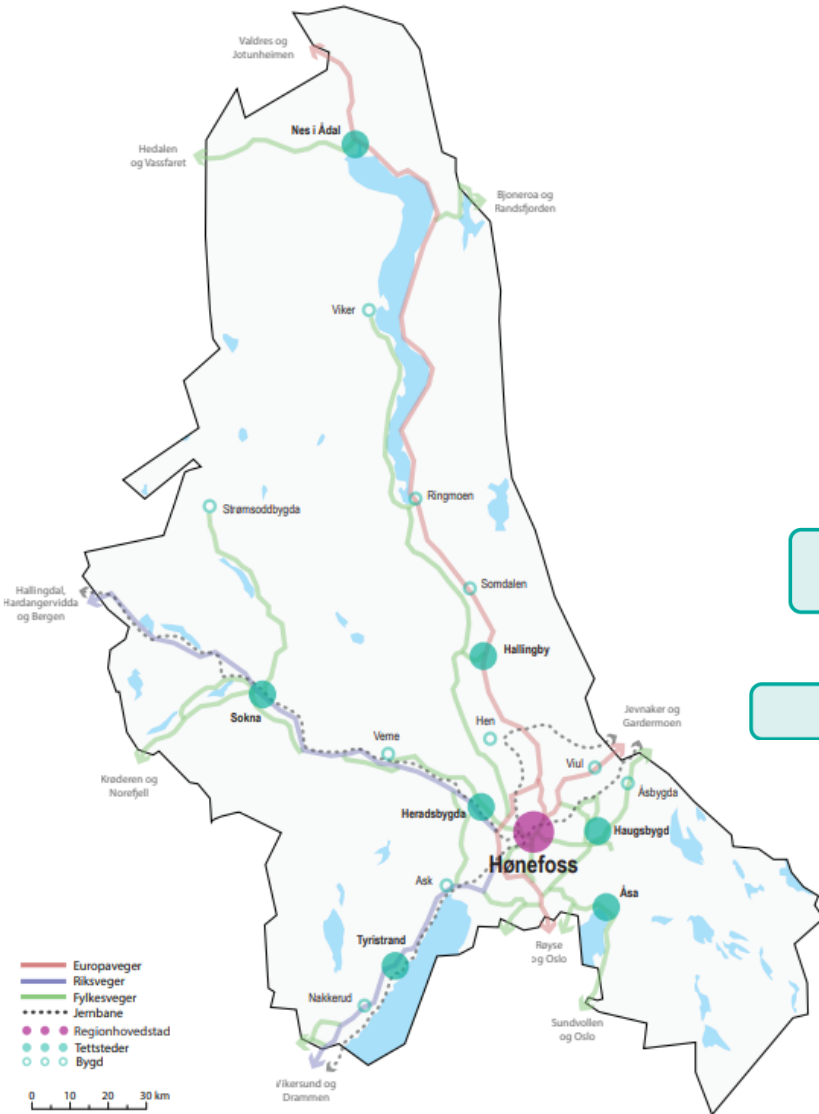 Valdres og
Jotunheimen
Nes i Ådal
Hedalen
og Vassfaret
Bjoneroa og
Randsfjorden
Viker
Ringmoen
Strømsoddbygda
Somdalen
Hallingdal,
Hardangervidda
og Bergen
Hallingby
Sokna
Hen
Jevnaker og
Gardermoen
Veme
Viul
Krøderen og
Norefjell
Åsbygda
Heradsbygda
Haugsbygd
Hønefoss
Ask
Åsa
Tyristrand
Røyse
og Oslo
Nakkerud
Sundvollen
og Oslo
Vikersund og
Drammen
Europaveger
Riksveger
Fylkesveger
Jernbane
Regionhovedstad
Tettsteder
Bygd
0 10 20 30 km